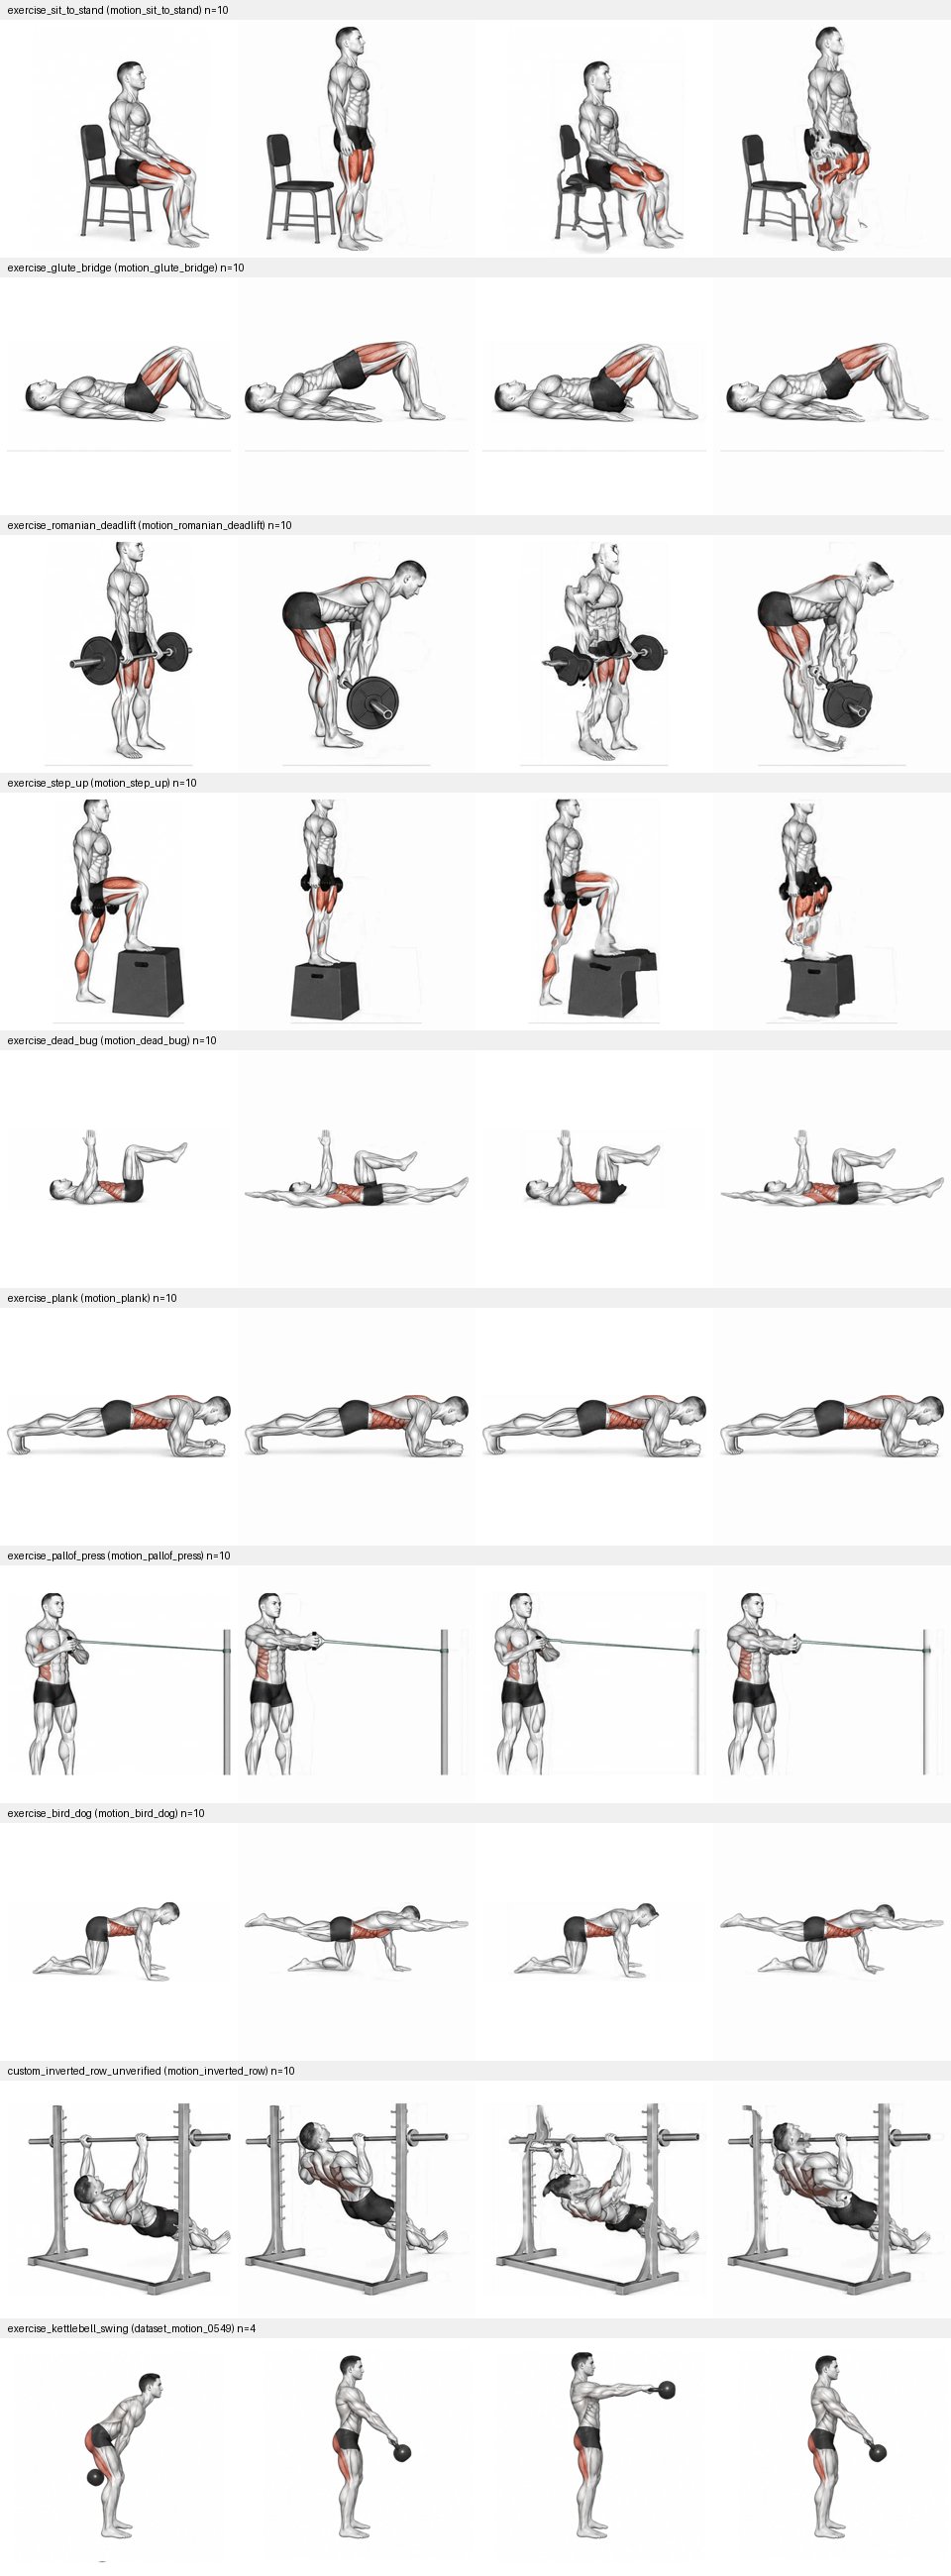 exercise_sit_to_stand (motion_sit_to_stand) n=10
exercise_glute_bridge (motion_glute_bridge) n=10
exercise_romanian_deadlift (motion_romanian_deadlift) n=10
exercise_step_up (motion_step_up) n=10
exercise_dead_bug (motion_dead_bug) n=10
exercise_plank (motion_plank) n=10
exercise_pallof_press (motion_pallof_press) n=10
exercise_bird_dog (motion_bird_dog) n=10
custom_inverted_row_unverified (motion_inverted_row) n=10
exercise_kettlebell_swing (dataset_motion_0549) n=4